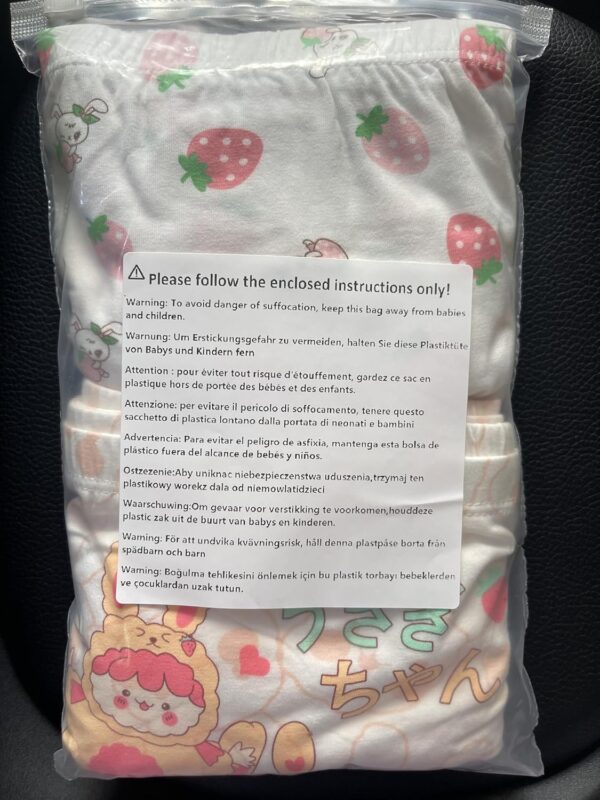 ⚠ Please follow the enclosed instructions only!
Warning: To avoid danger of suffocation, keep this bag away from babies
and children.
Warnung: Um Erstickungsgefahr zu vermeiden, halten Sie diese Plastiktüte
von Babys und Kindern fern
Attention : pour éviter tout risque d'étouffement, gardez ce sac en
plastique hors de portée des bébés et des enfants.
Attenzione: per evitare il pericolo di soffocamento, tenere questo
sacchetto di plastica lontano dalla portata di neonati e bambini
Advertencia: Para evitar el peligro de asfixia, mantenga esta bolsa de
plástico fuera del alcance de bebés y niños.
Ostzezenie:Aby uniknac niebezpieczenstwa uduszenia,trzymaj ten
plastikowy worekz dala od niemowlatidzieci
Waarschuwing:Om gevaar voor verstikking te voorkomen,houddeze
plastic zak uit de buurt van babys en kinderen.
Warning: För att undvika kvävningsrisk, håll denna plastpåse borta från
spädbarn och barn
Warning: Boğulma tehlikesini önlemek için bu plastik torbayı bebeklerden
ve çocuklardan uzak tutun.
うさぎ
ちゃん